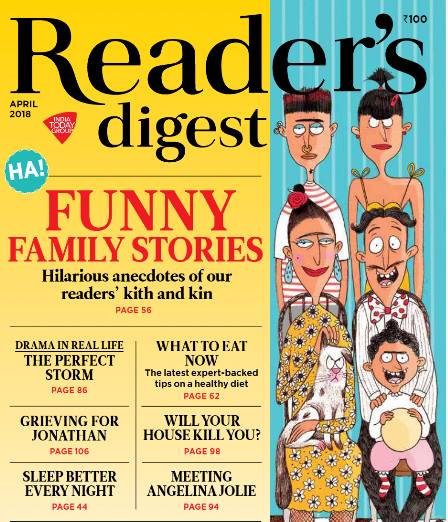 ₹100
Reader's
digest
APRIL
2018
INDIA
TODAY
GROUP
HA!
FUNNY
FAMILY STORIES
Hilarious anecdotes of our
readers' kith and kin
PAGE 56
DRAMA IN REAL LIFE
THE PERFECT
STORM
PAGE 86
WHAT TO EAT
NOW
The latest expert-backed
tips on a healthy diet
PAGE 62
GRIEVING FOR
JONATHAN
PAGE 106
WILL YOUR
HOUSE KILL YOU?
PAGE 98
SLEEP BETTER
EVERY NIGHT
PAGE 44
MEETING
ANGELINA JOLIE
PAGE 94